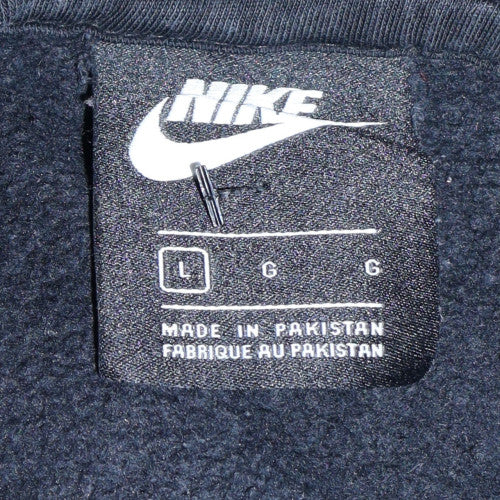 NIKE
L G G
MADE IN PAKISTAN
FABRIQUE AU PAKISTAN